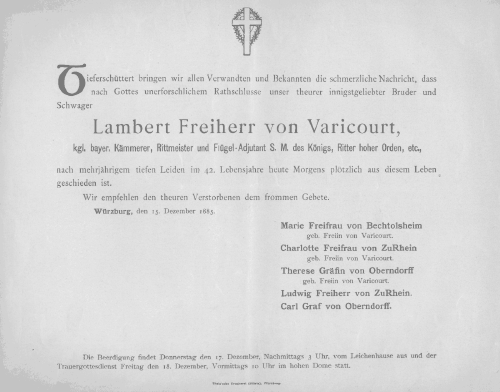 Tieferschüttert bringen wir allen Verwandten und Bekannten die schmerzliche Nachricht, dass
nach Gottes unerforschlichem Rathschlusse unser theurer innigstgeliebter Bruder und
Schwager
Lambert Freiherr von Varicourt,
kgl. bayer. Kämmerer, Rittmeister und Flügel-Adjutant S. M. des Königs, Ritter hoher Orden, etc.,
nach mehrjährigem tiefen Leiden im 42. Lebensjahre heute Morgens plötzlich aus diesem Leben
geschieden ist.
Wir empfehlen den theuren Verstorbenen dem frommen Gebete.
Würzburg, den 15. Dezember 1885.
Marie Freifrau von Bechtolsheim
geb. Freiin von Varicourt.
Charlotte Freifrau von ZuRhein
geb. Freiin von Varicourt.
Therese Gräfin von Oberndorff
geb. Freiin von Varicourt.
Ludwig Freiherr von ZuRhein.
Carl Graf von Oberndorff.
Die Beerdigung findet Donnerstag den 17. Dezember, Nachmittags 3 Uhr, vom Leichenhause aus und der
Trauergottesdienst Freitag den 18. Dezember, Vormittags 10 Uhr im hohen Dome statt.